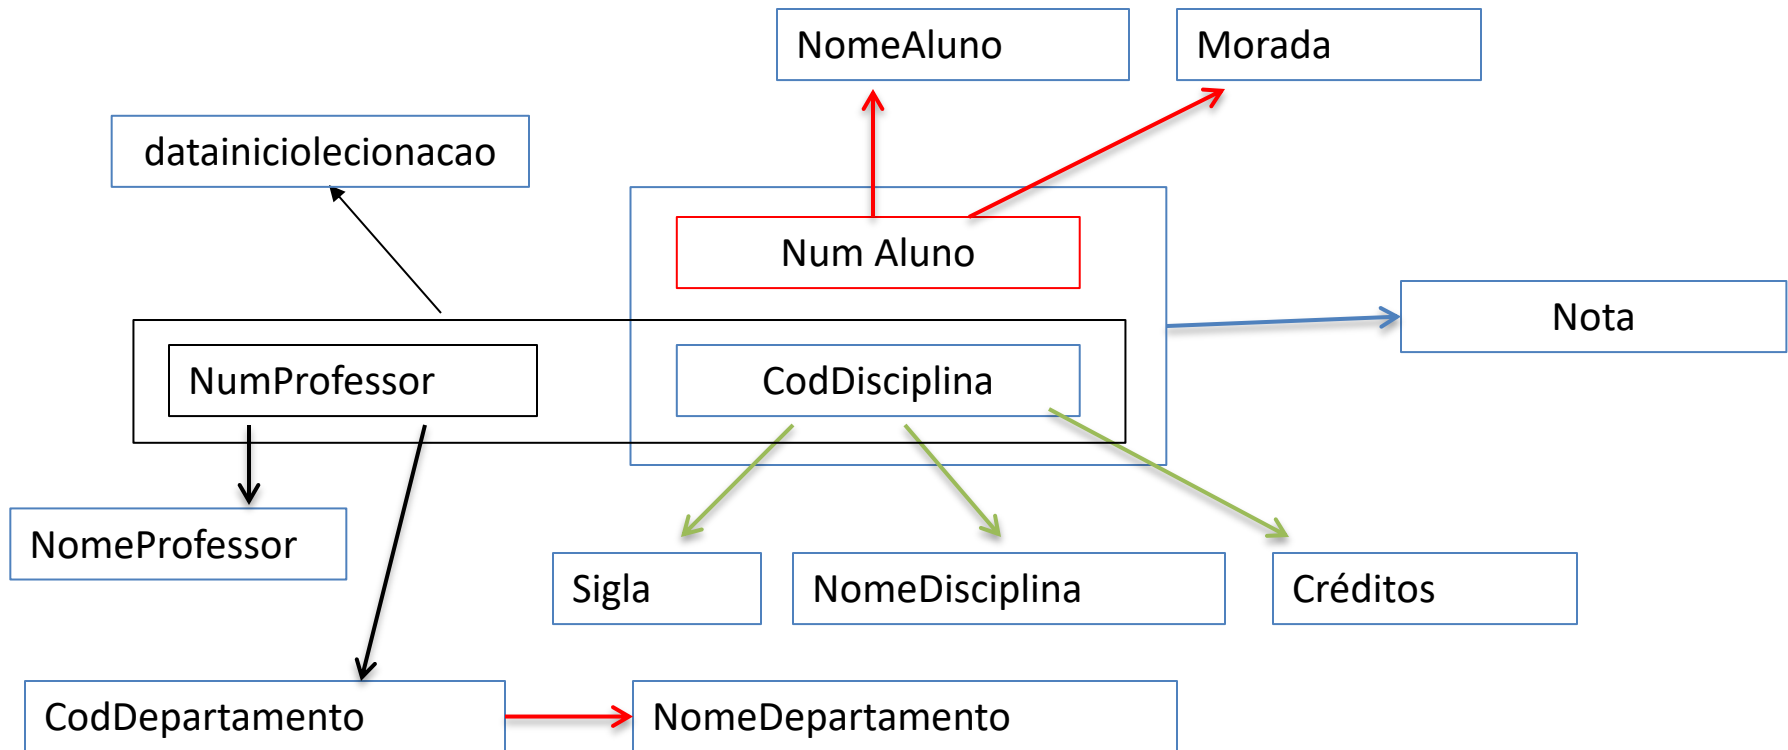 NomeAluno
Morada
datainiciolecionacao
Num Aluno
Nota
NumProfessor
CodDisciplina
NomeProfessor
Sigla
NomeDisciplina
Créditos
CodDepartamento
NomeDepartamento